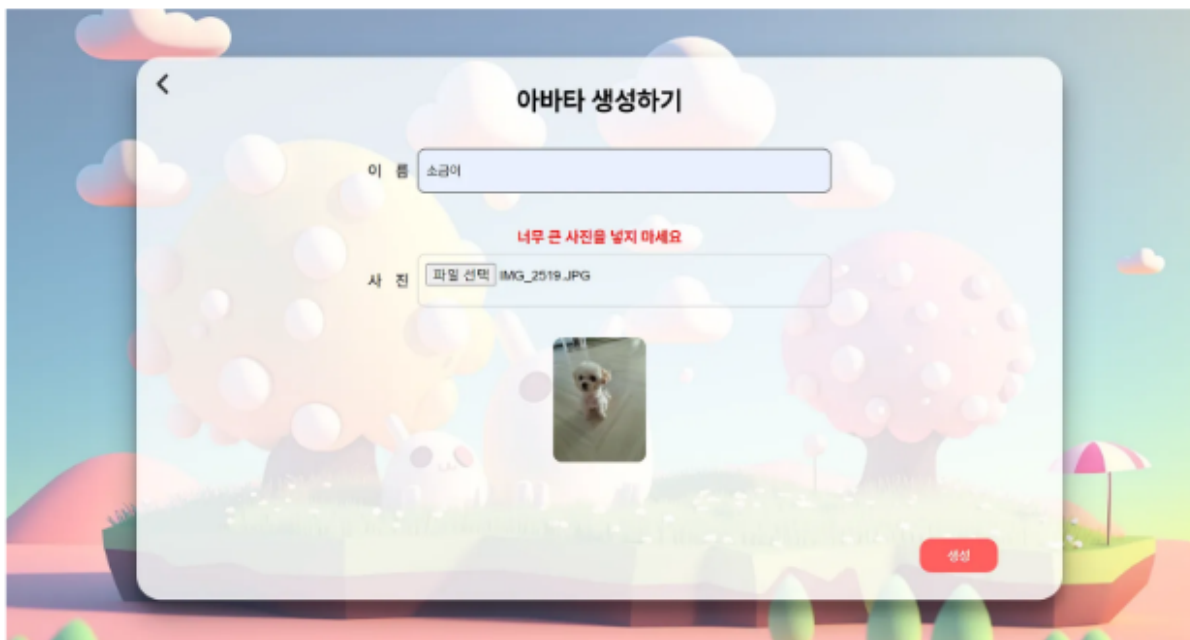 아바타 생성하기
이 름 소금이
너무 큰 사진을 넣지 마세요
사 진 파일 선택 IMG_2519.JPG
생성